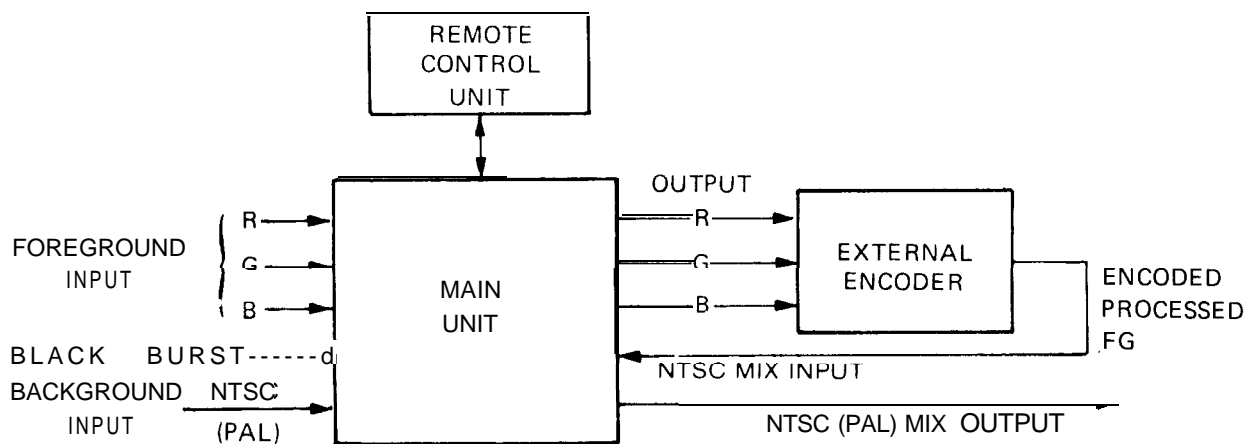 REMOTE
CONTROL
UNIT
OUTPUT
FOREGROUND
INPUT
R
G
B
MAIN
UNIT
R
G
B
EXTERNAL
ENCODER
ENCODED
PROCESSED
FG
BLACK BURST------d
NTSC MIX INPUT
BACKGROUND
INPUT
NTSC
(PAL)
NTSC (PAL) MIX OUTPUT